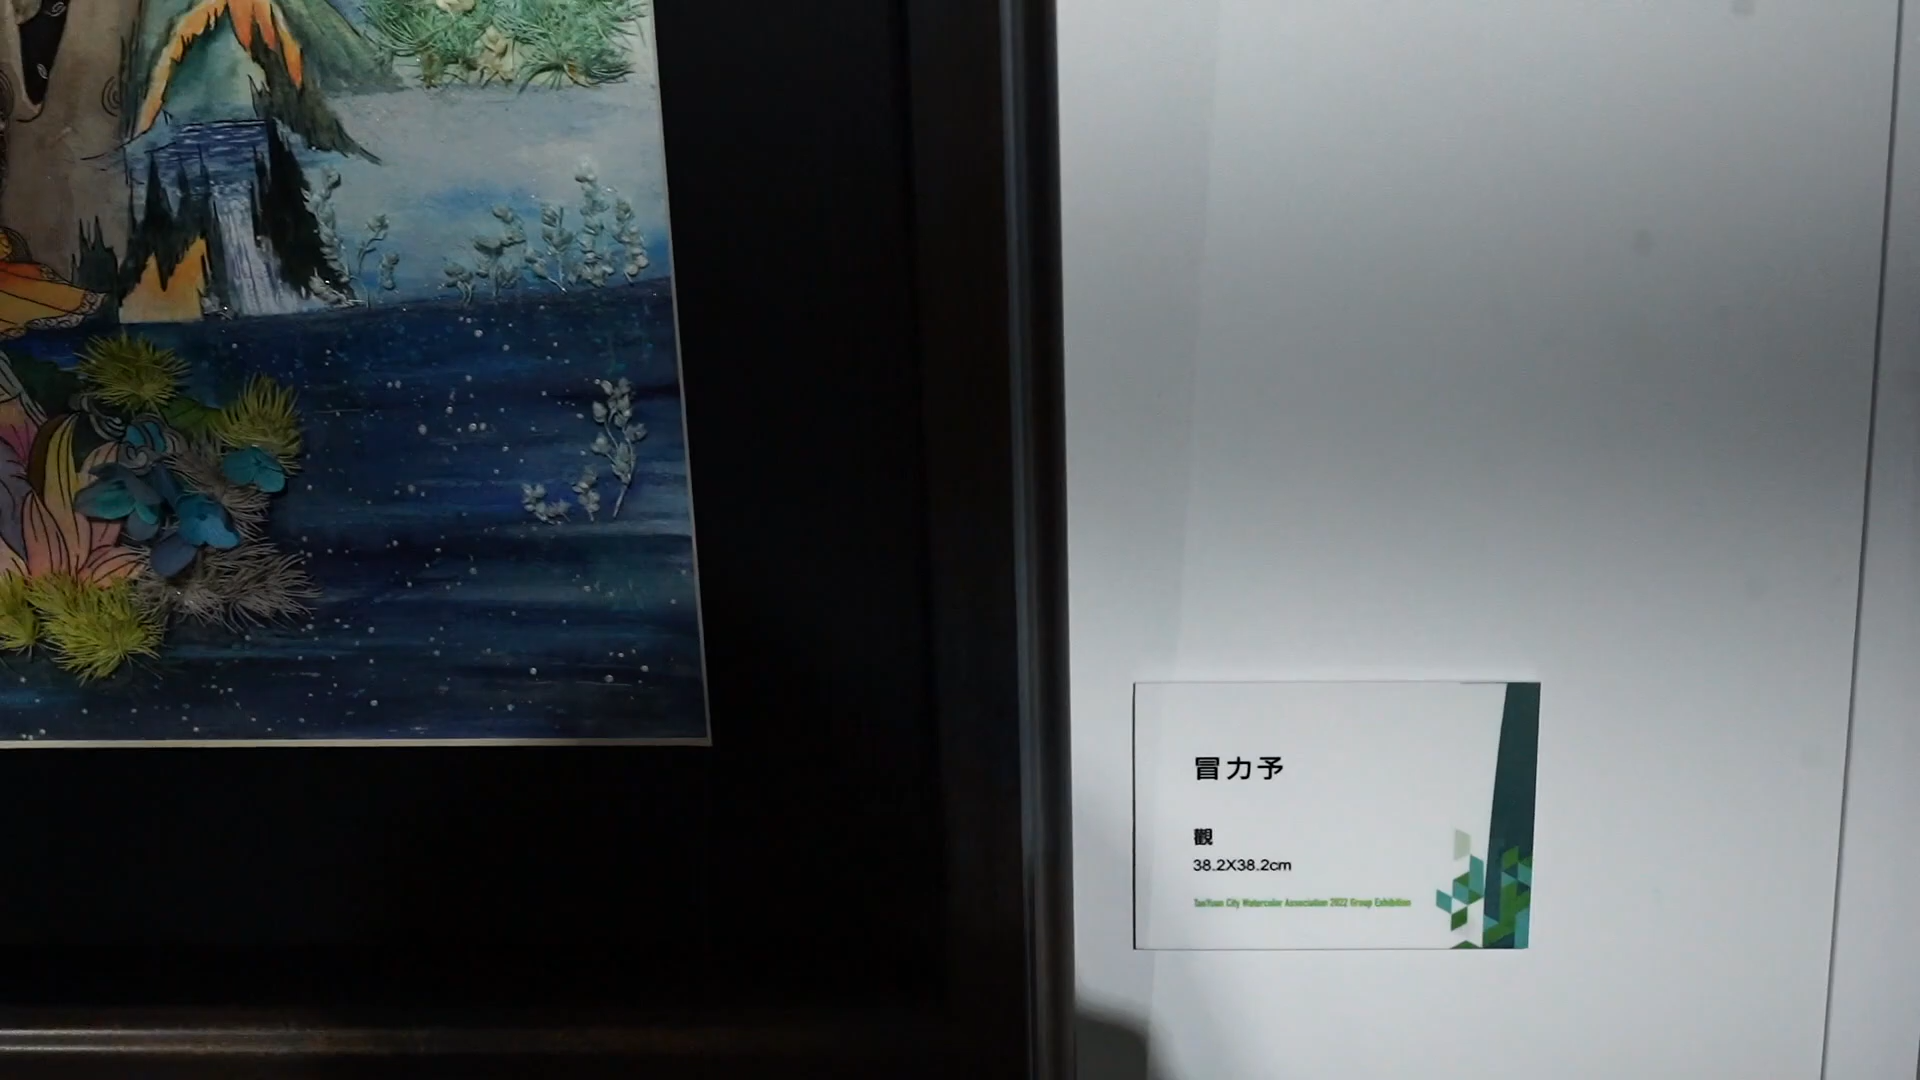 冒力予
觀
38.2X38.2cm
TaoYuan City Watercolor Association 2022 Group Exhibition